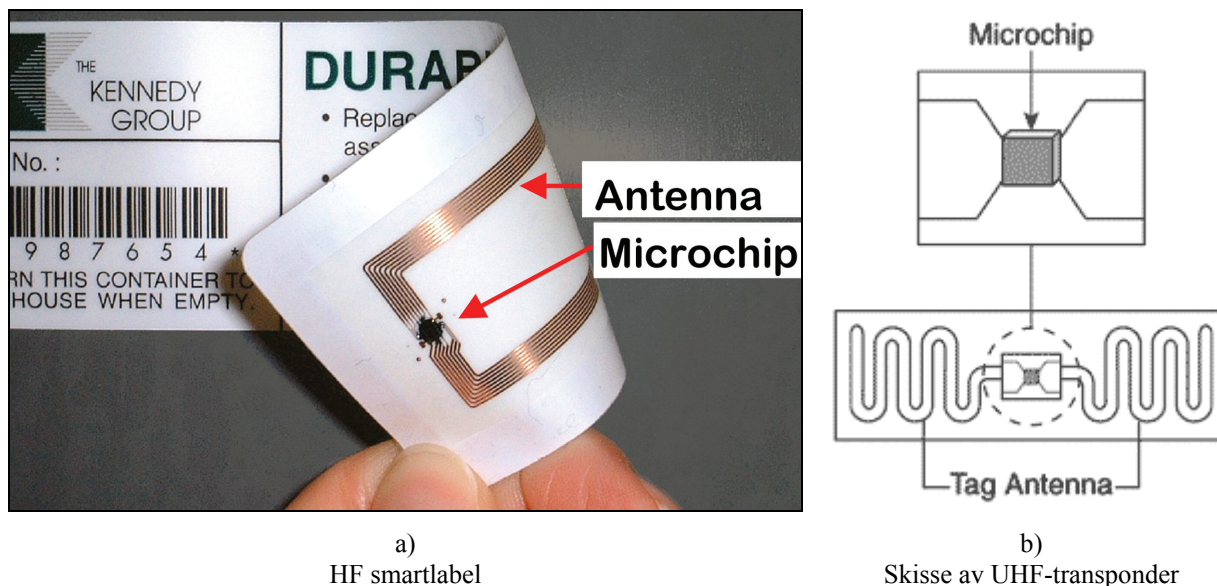 THE
KENNEDY
GROUP
No. :
9 8 7 6 5 4 *
RN THIS CONTAINER TO
HOUSE WHEN EMPTY.
DURAB
• Replac
ass
•
Antenna
Microchip
a)
HF smartlabel
Microchip
Tag Antenna
b)
Skisse av UHF-transponder